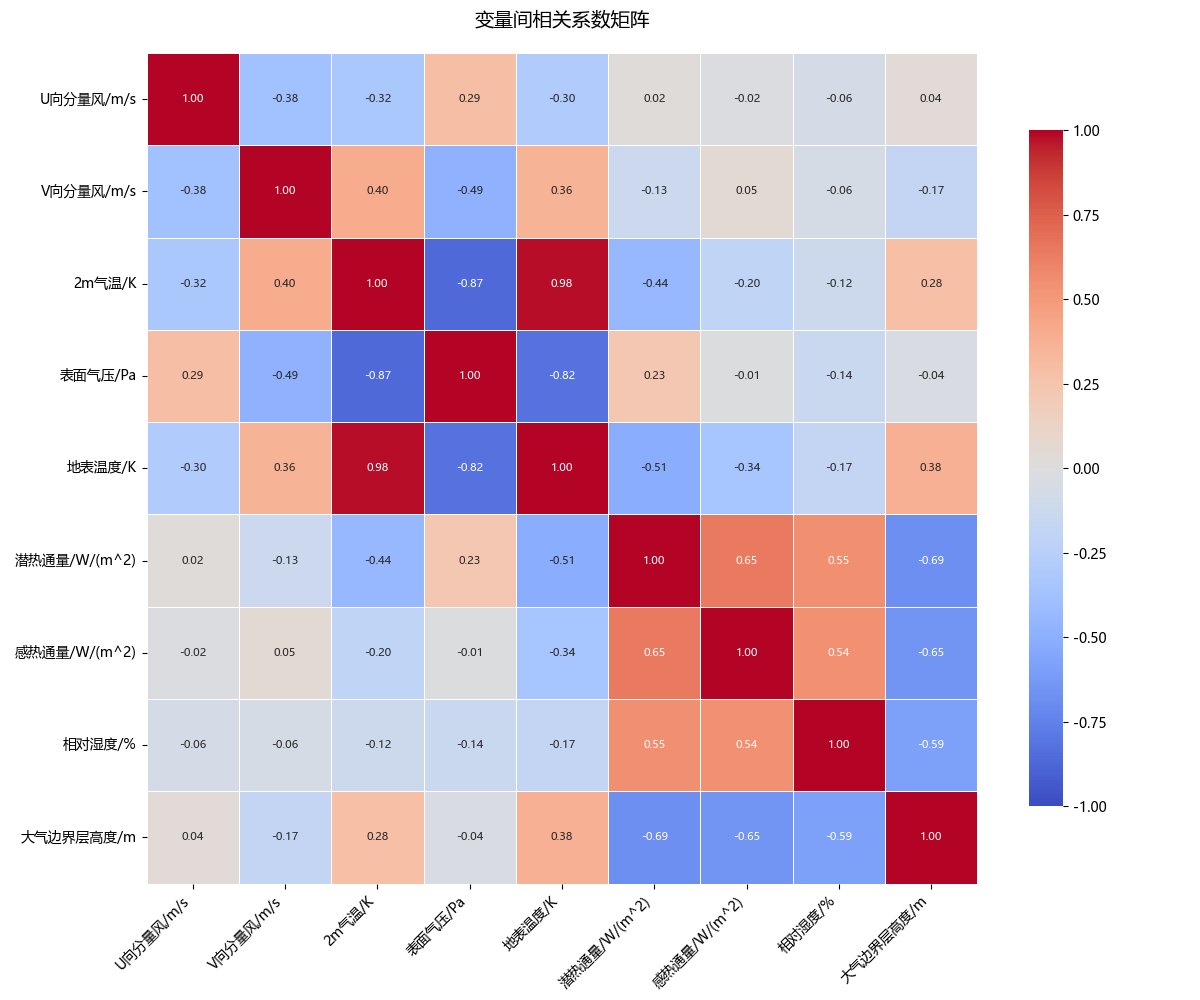 变量间相关系数矩阵
U向分量风/m/s 1.00 -0.38 -0.32 0.29 -0.30 0.02 -0.02 -0.06 0.04
V向分量风/m/s -0.38 1.00 0.40 -0.49 0.36 -0.13 0.05 -0.06 -0.17
2m气温/K -0.32 0.40 1.00 -0.87 0.98 -0.44 -0.20 -0.12 0.28
表面气压/Pa 0.29 -0.49 -0.87 1.00 -0.82 0.23 -0.01 -0.14 -0.04
地表温度/K -0.30 0.36 0.98 -0.82 1.00 -0.51 -0.34 -0.17 0.38
潜热通量/W/(m^2) 0.02 -0.13 -0.44 0.23 -0.51 1.00 0.65 0.55 -0.69
感热通量/W/(m^2) -0.02 0.05 -0.20 -0.01 -0.34 0.65 1.00 0.54 -0.65
相对湿度/% -0.06 -0.06 -0.12 -0.14 -0.17 0.55 0.54 1.00 -0.59
大气边界层高度/m 0.04 -0.17 0.28 -0.04 0.38 -0.69 -0.65 -0.59 1.00
U向分量风/m/s
V向分量风/m/s
2m气温/K
表面气压/Pa
地表温度/K
潜热通量/W/(m^2)
感热通量/W/(m^2)
相对湿度/%
大气边界层高度/m
1.00
0.75
0.50
0.25
0.00
-0.25
-0.50
-0.75
-1.00